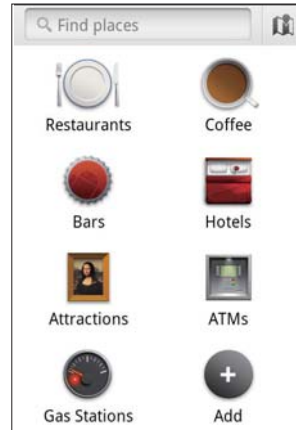 Find places
Restaurants Coffee
Bars Hotels
Attractions ATMs
Gas Stations Add